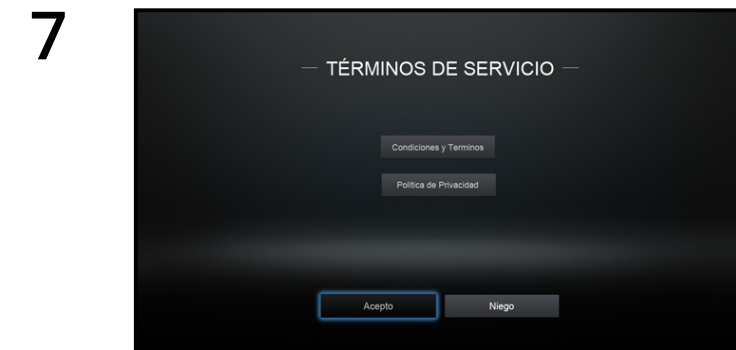 7
— TÉRMINOS DE SERVICIO —
Condiciones y Terminos
Política de Privacidad
Acepto Niego